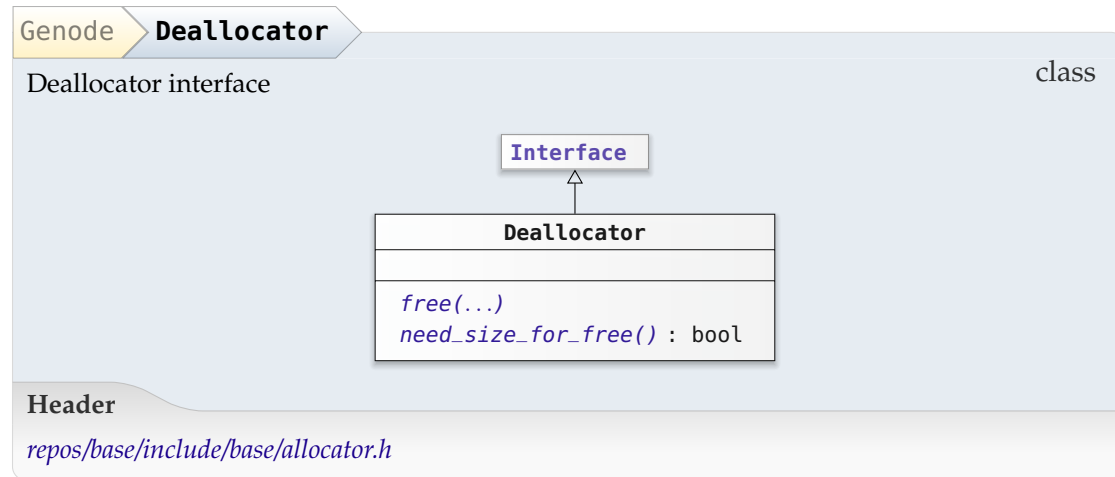 Genode Deallocator
Deallocator interface
class
Interface
Deallocator
free(...)
need_size_for_free() : bool
Header
repos/base/include/base/allocator.h